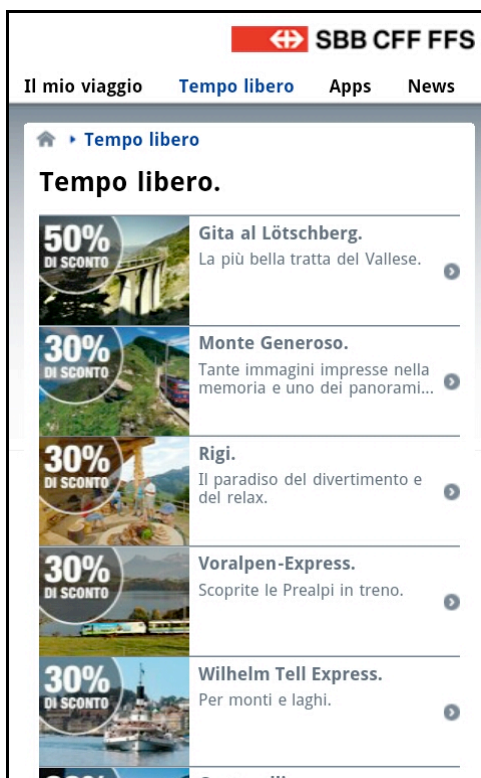 SBB CFF FFS
Il mio viaggio Tempo libero Apps News
Tempo libero
Tempo libero.
50%
DI SCONTO
Gita al Lötschberg.
La più bella tratta del Vallese.
30%
DI SCONTO
Monte Generoso.
Tante immagini impresse nella
memoria e uno dei panorami...
30%
DI SCONTO
Rigi.
Il paradiso del divertimento e
del relax.
30%
DI SCONTO
Voralpen-Express.
Scoprite le Prealpi in treno.
30%
DI SCONTO
Wilhelm Tell Express.
Per monti e laghi.